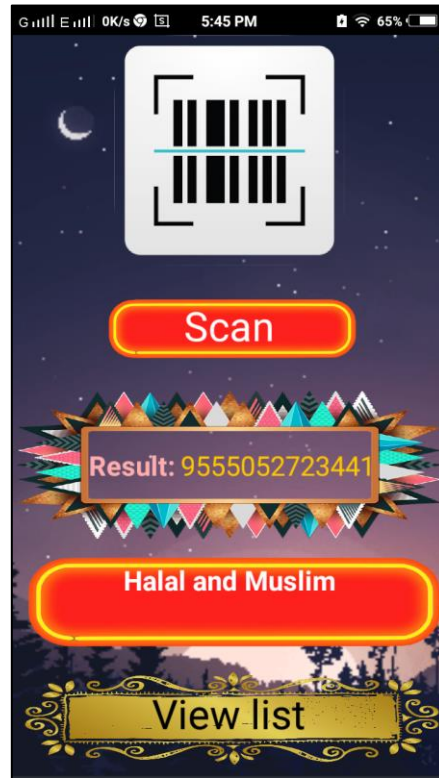 G E 0K/s 5:45 PM 65%
Scan
Result: 9555052723441
Halal and Muslim
View list